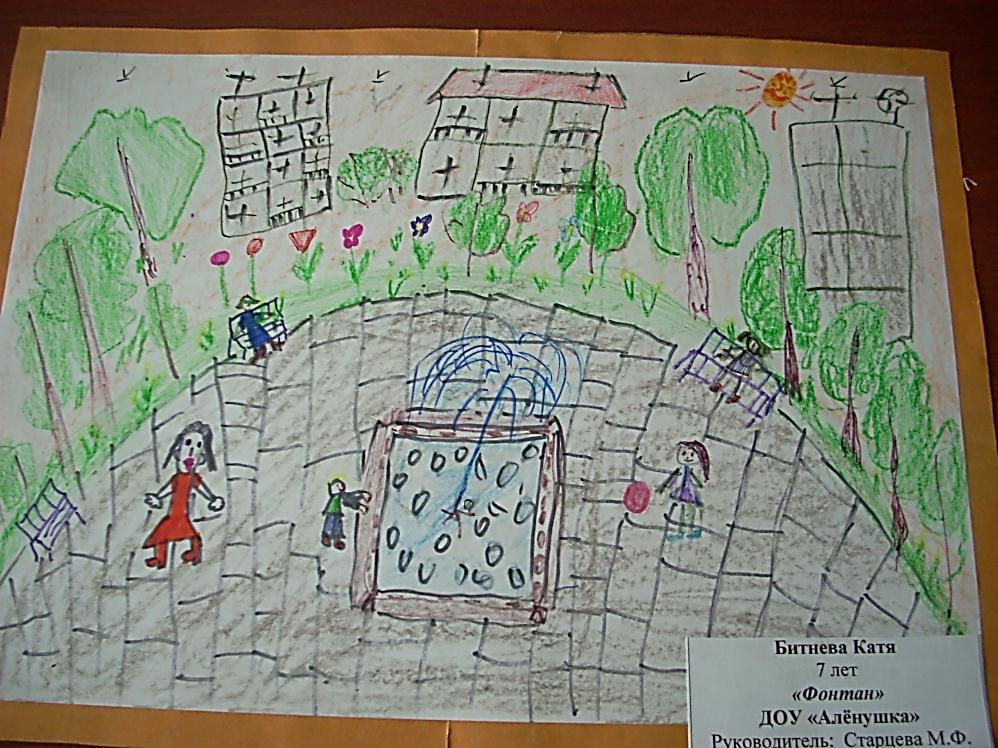 Битнева Катя
7 лет
«Фонтан»
ДОУ «Алёнушка»
Руководитель: Старцева М.Ф.